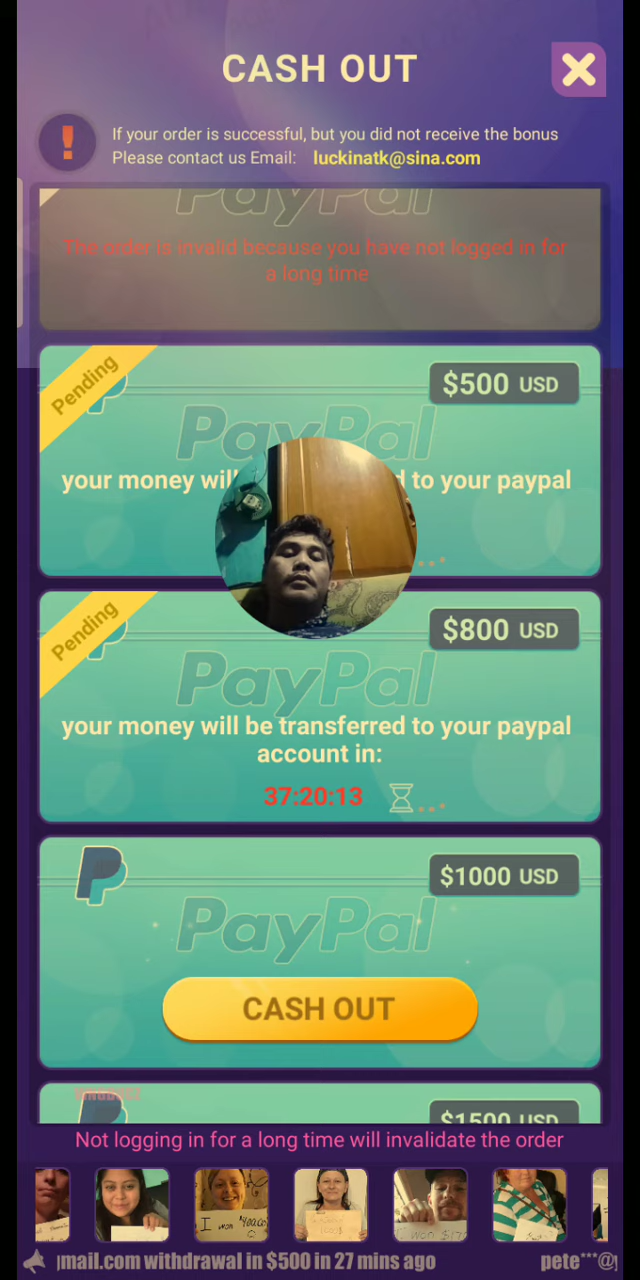 CASH OUT
If your order is successful, but you did not receive the bonus
Please contact us Email: luckinatk@sina.com
PayPal
The order is invalid because you have not logged in for
a long time
Pending
$500 USD
PayPal
your money will
d to your paypal
Pending
$800 USD
PayPal
your money will be transferred to your paypal
account in:
37:20:13
$1000 USD
PayPal
CASH OUT
$1500 USD
Not logging in for a long time will invalidate the order
I won
mail.com withdrawal in $500 in 27 mins ago
pete***@